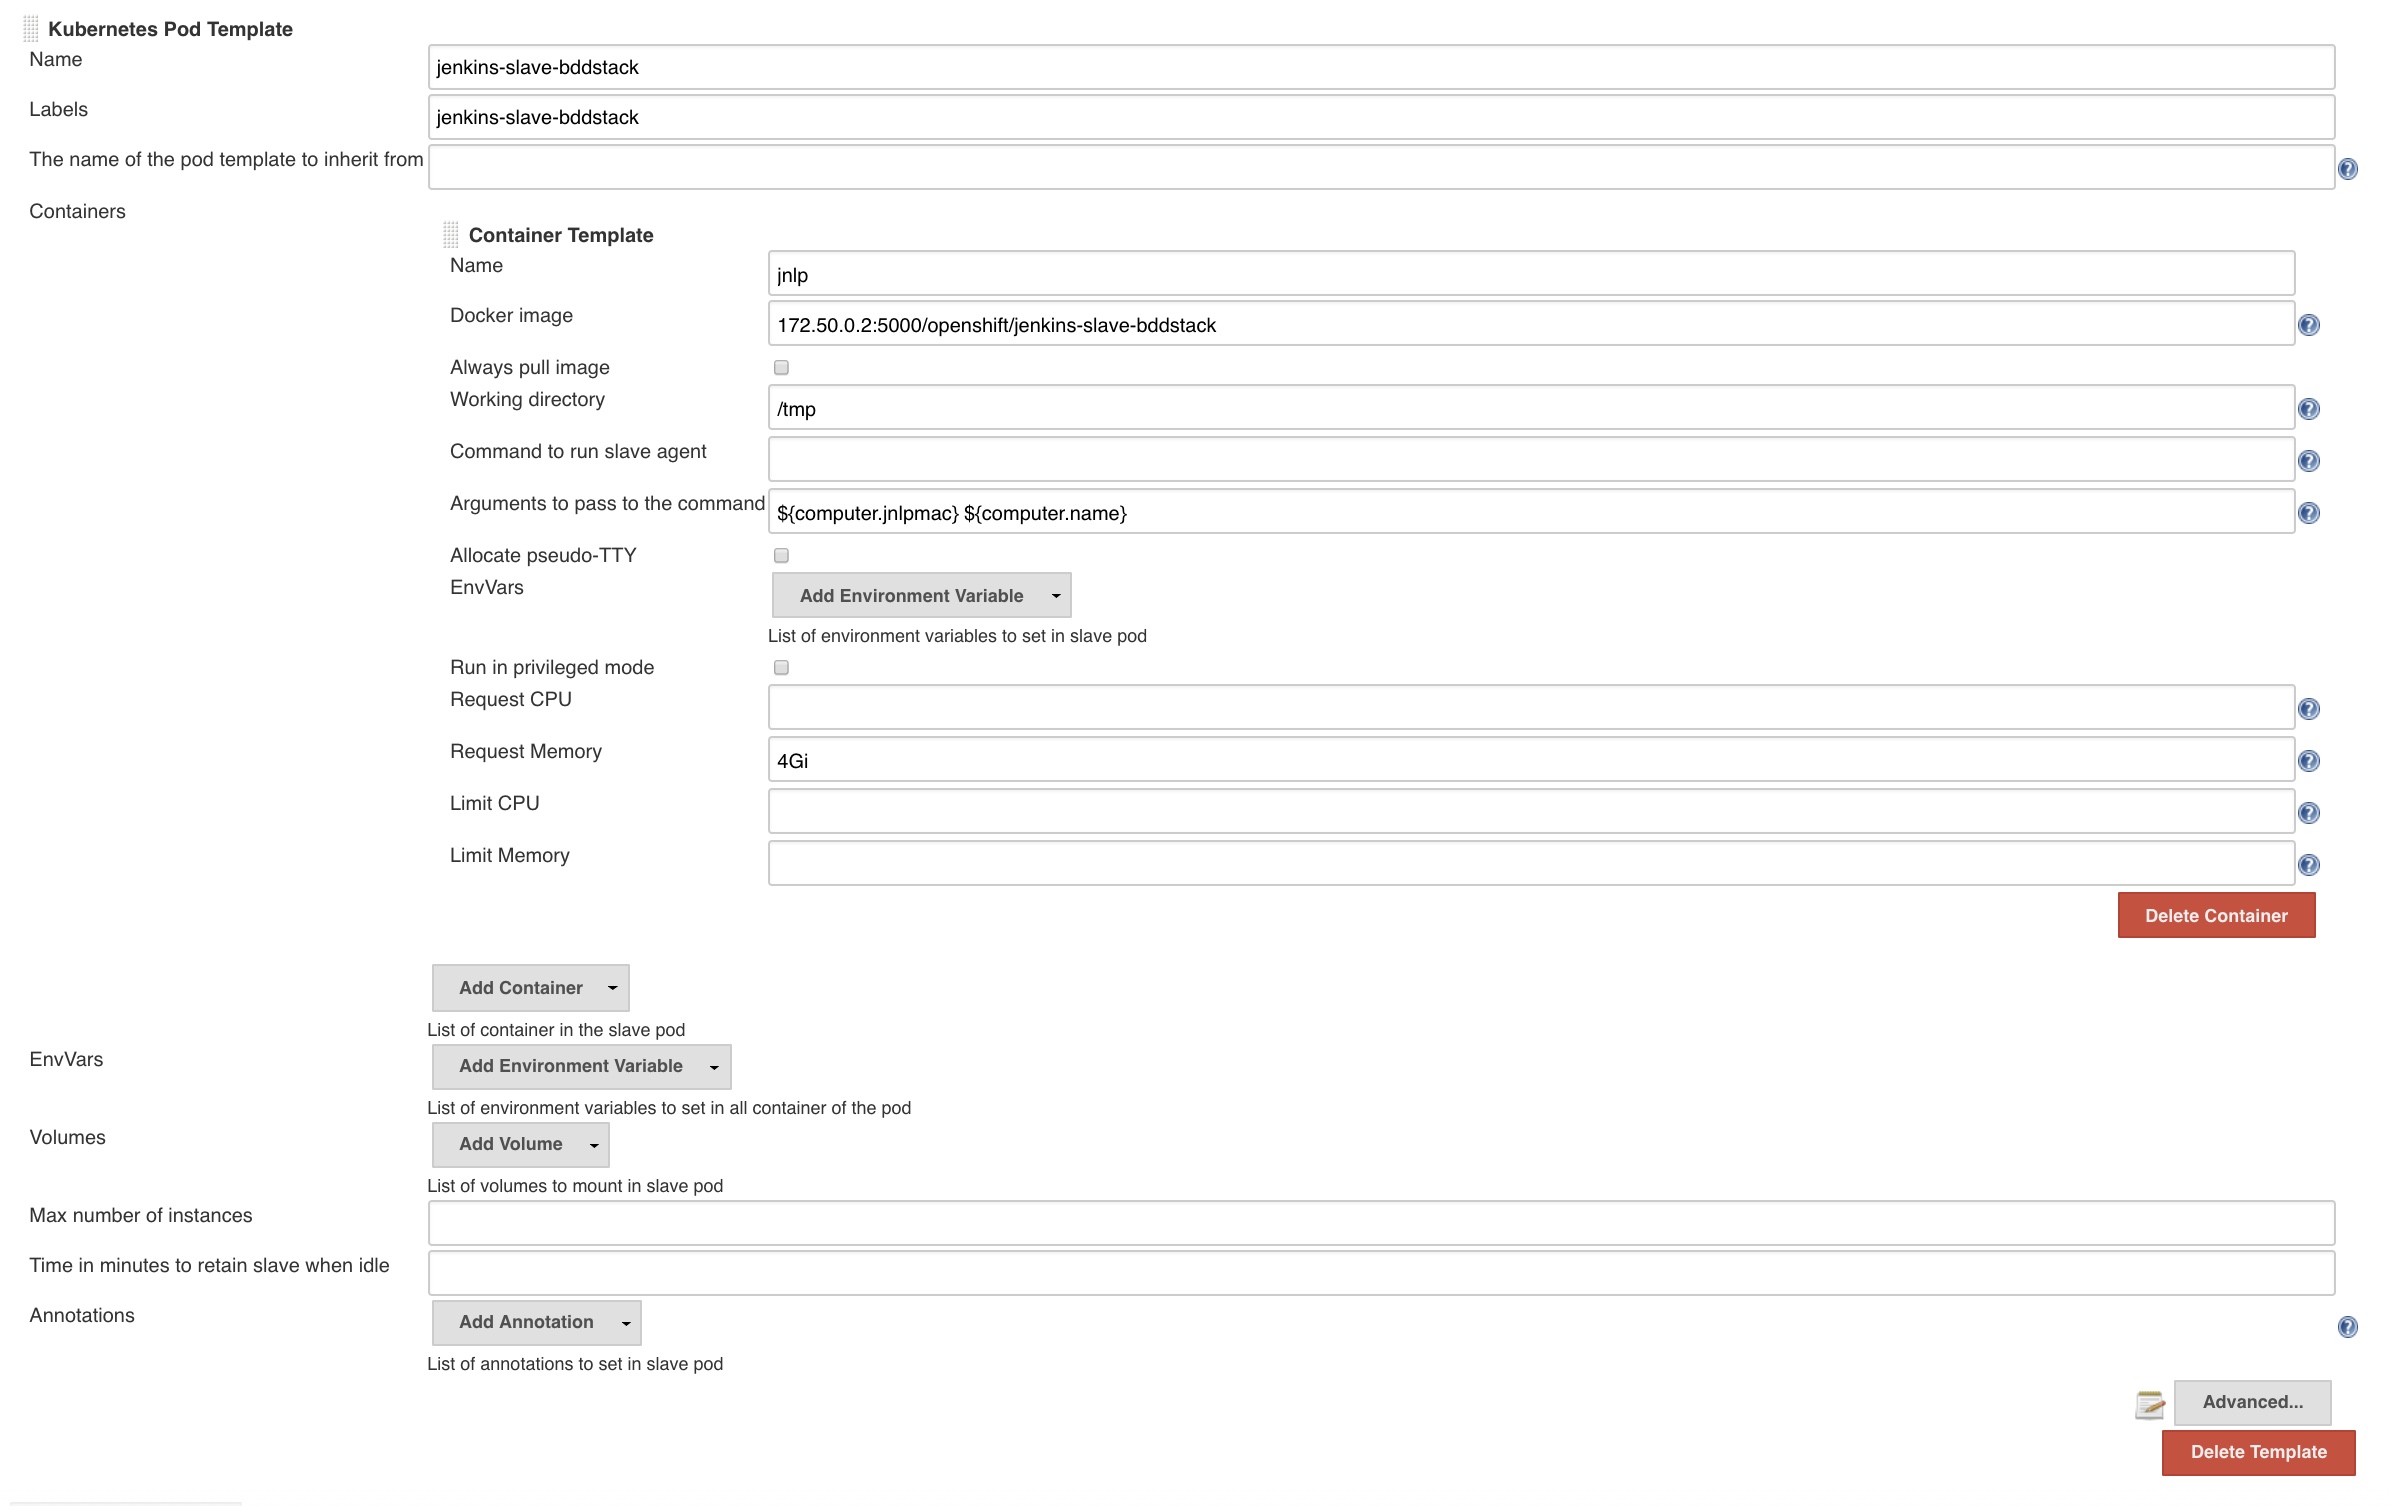 Kubernetes Pod Template
Name
jenkins-slave-bddstack
Labels
jenkins-slave-bddstack
The name of the pod template to inherit from
Containers
Container Template
Name
jnlp
Docker image
172.50.0.2:5000/openshift/jenkins-slave-bddstack
Always pull image
Working directory
/tmp
Command to run slave agent
Arguments to pass to the command
${computer.jnlpmac} ${computer.name}
Allocate pseudo-TTY
EnvVars
Add Environment Variable
List of environment variables to set in slave pod
Run in privileged mode
Request CPU
Request Memory
4Gi
Limit CPU
Limit Memory
Delete Container
Add Container
List of container in the slave pod
EnvVars
Add Environment Variable
List of environment variables to set in all container of the pod
Volumes
Add Volume
List of volumes to mount in slave pod
Max number of instances
Time in minutes to retain slave when idle
Annotations
Add Annotation
List of annotations to set in slave pod
Advanced...
Delete Template